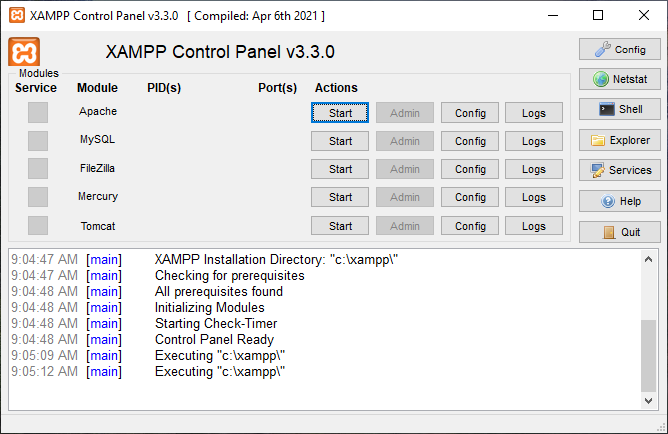 XAMPP Control Panel v3.3.0 [ Compiled: Apr 6th 2021 ]
XAMPP Control Panel v3.3.0
Config
Modules
Service Module PID(s) Port(s) Actions
Netstat
Apache Start Admin Config Logs
Shell
MySQL Start Admin Config Logs
Explorer
FileZilla Start Admin Config Logs
Services
Mercury Start Admin Config Logs
Help
Tomcat Start Admin Config Logs
Quit
9:04:47 AM [main] XAMPP Installation Directory: "c:\xampp\"
9:04:47 AM [main] Checking for prerequisites
9:04:48 AM [main] All prerequisites found
9:04:48 AM [main] Initializing Modules
9:04:48 AM [main] Starting Check-Timer
9:04:48 AM [main] Control Panel Ready
9:05:09 AM [main] Executing "c:\xampp\"
9:05:12 AM [main] Executing "c:\xampp\"